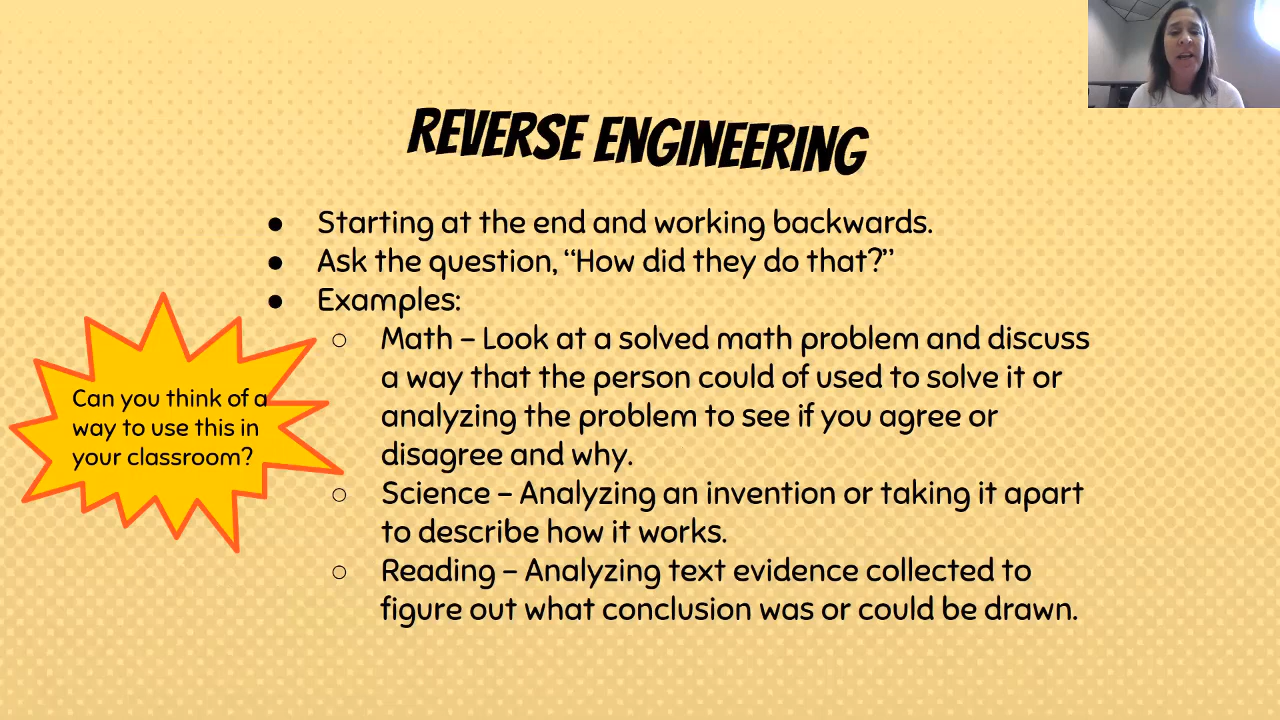 REVERSE ENGINEERING
● Starting at the end and working backwards.
● Ask the question, “How did they do that?”
● Examples:
○ Math – Look at a solved math problem and discuss
a way that the person could of used to solve it or
analyzing the problem to see if you agree or
disagree and why.
○ Science – Analyzing an invention or taking it apart
to describe how it works.
○ Reading – Analyzing text evidence collected to
figure out what conclusion was or could be drawn.
Can you think of a
way to use this in
your classroom?